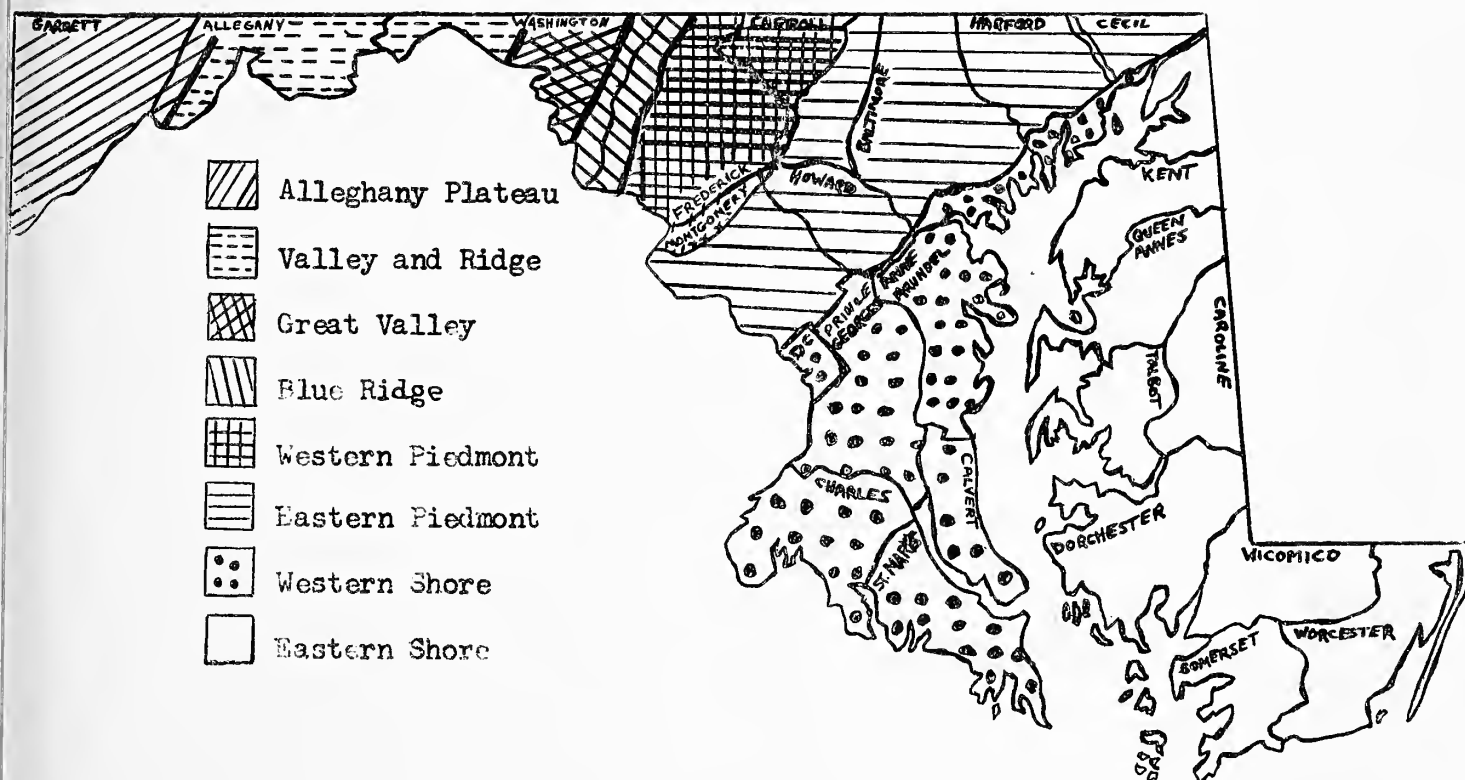 GARRETT
ALLEGANY
WASHINGTON
CARROLL
HARFORD
CECIL
BALTIMORE
FREDERICK
MONTGOMERY
HOWARD
KENT
QUEEN
ANNES
PRINCE
GEORGES
ANNE
ARUNDEL
D.C.
CAROLINE
TALBOT
CALVERT
CHARLES
ST. MARYS
DORCHESTER
WICOMICO
WORCESTER
SOMERSET
Alleghany Plateau
Valley and Ridge
Great Valley
Blue Ridge
Western Piedmont
Eastern Piedmont
Western Shore
Eastern Shore